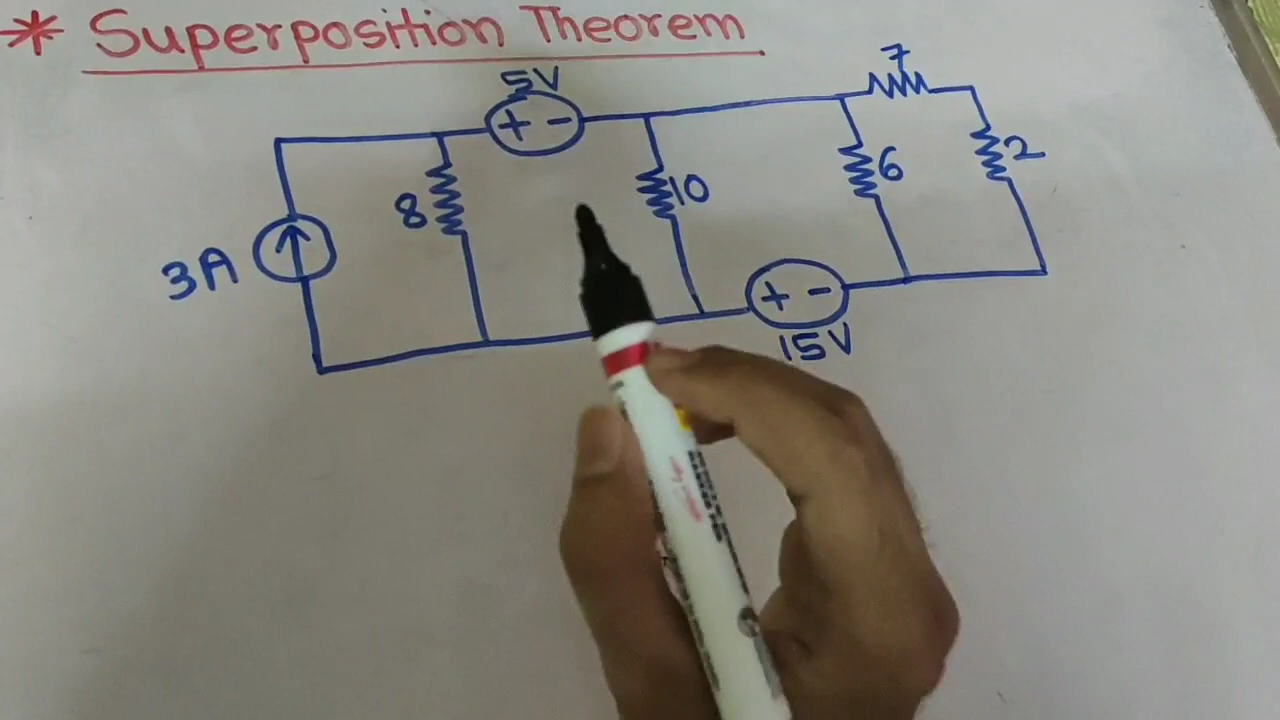 * Superposition Theorem
5V
7
+ -
8
10
6
2
3A
+ -
15V